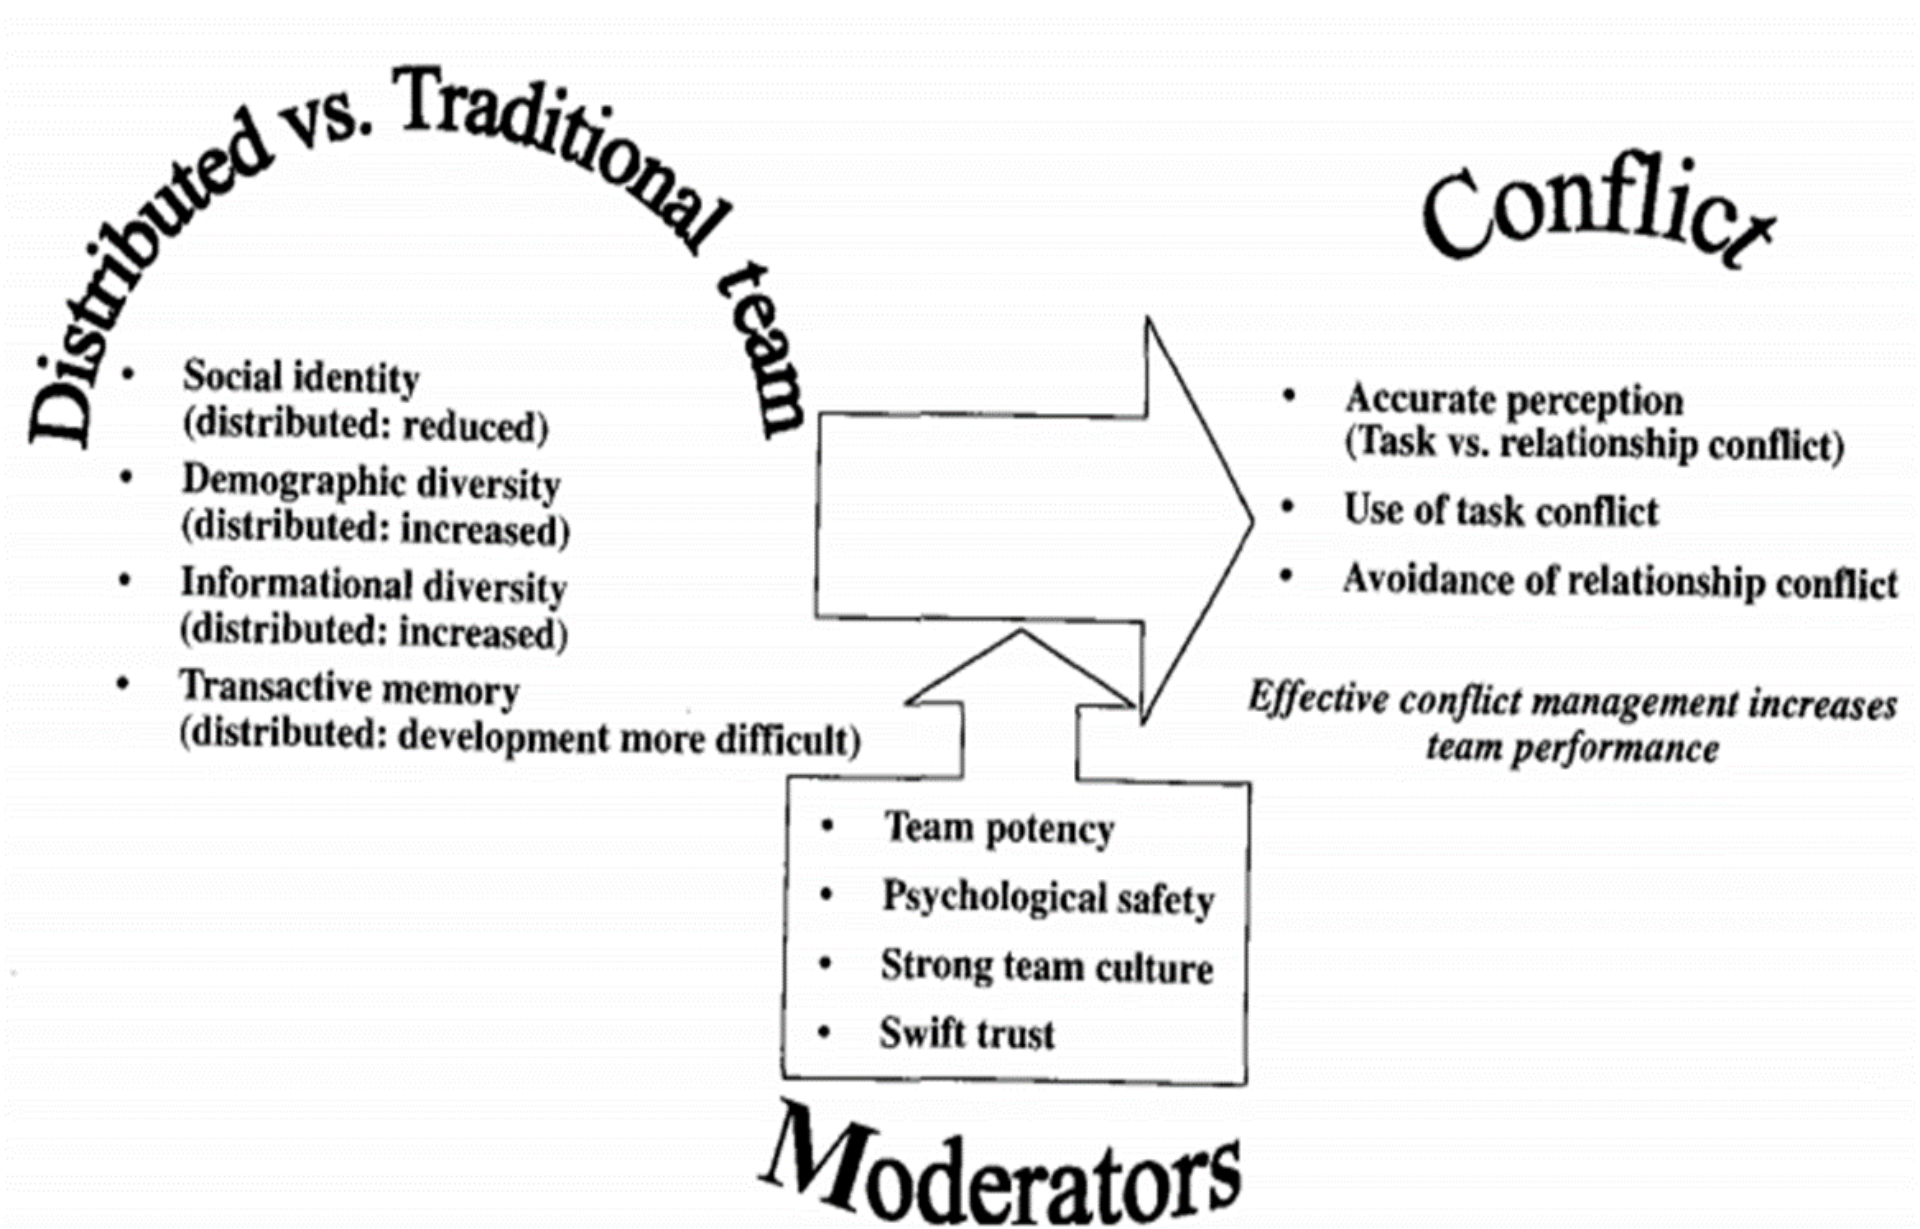 Distributed vs. Traditional team
• Social identity
(distributed: reduced)
• Demographic diversity
(distributed: increased)
• Informational diversity
(distributed: increased)
• Transactive memory
(distributed: development more difficult)
Conflict
• Accurate perception
(Task vs. relationship conflict)
• Use of task conflict
• Avoidance of relationship conflict
Effective conflict management increases
team performance
• Team potency
• Psychological safety
• Strong team culture
• Swift trust
Moderators